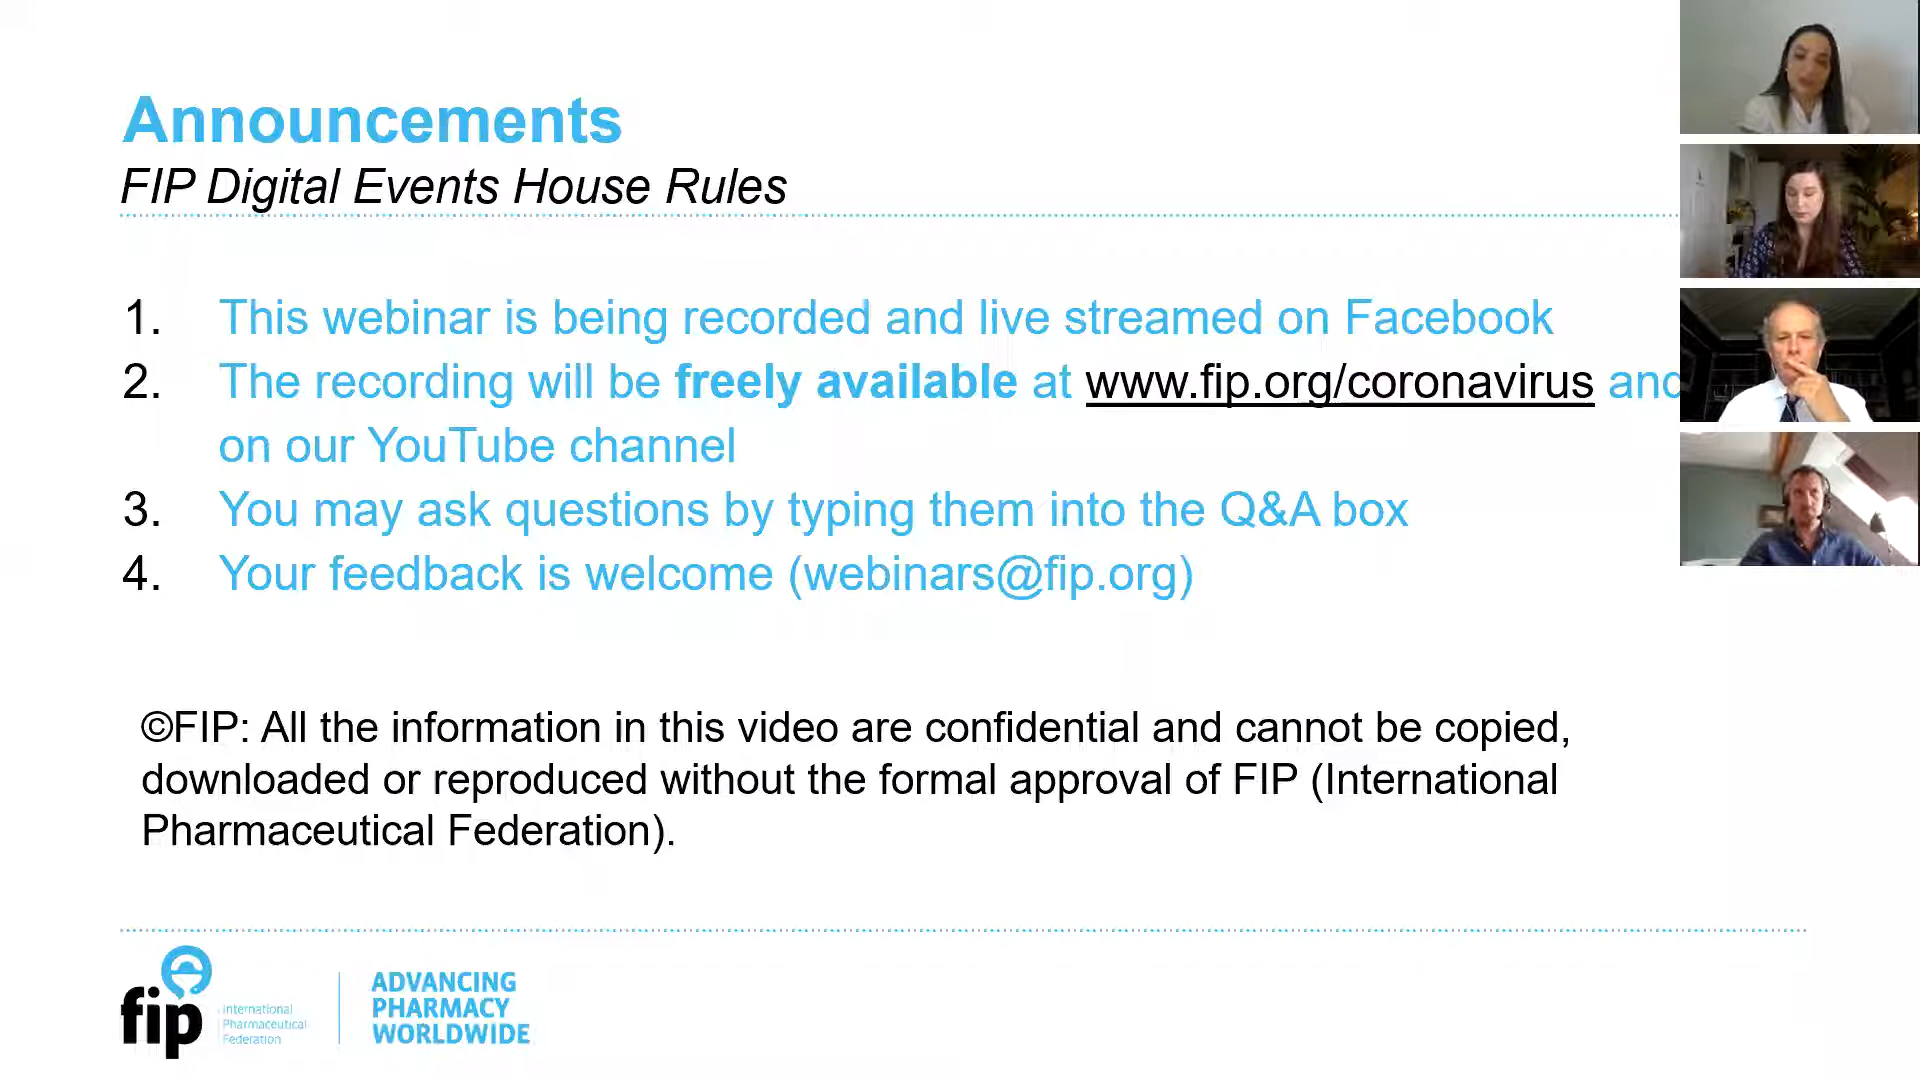 Announcements
FIP Digital Events House Rules
1. This webinar is being recorded and live streamed on Facebook
2. The recording will be freely available at www.fip.org/coronavirus and
on our YouTube channel
3. You may ask questions by typing them into the Q&A box
4. Your feedback is welcome (webinars@fip.org)
©FIP: All the information in this video are confidential and cannot be copied,
downloaded or reproduced without the formal approval of FIP (International
Pharmaceutical Federation).
fip
International
Pharmaceutical
Federation
ADVANCING
PHARMACY
WORLDWIDE